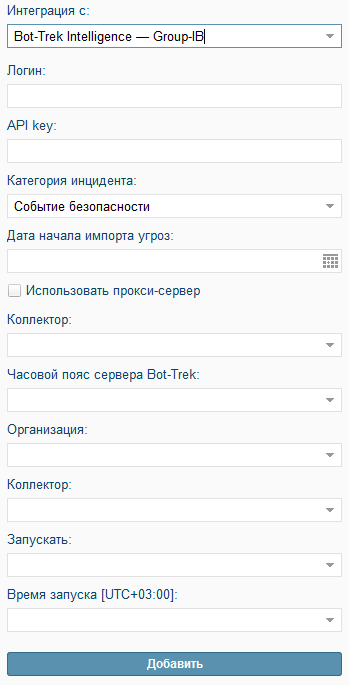 Интеграция с:
Bot-Trek Intelligence — Group-IB
Логин:
API key:
Категория инцидента:
Событие безопасности
Дата начала импорта угроз:
Использовать прокси-сервер
Коллектор:
Часовой пояс сервера Bot-Trek:
Организация:
Коллектор:
Запускать:
Время запуска [UTC+03:00]:
Добавить